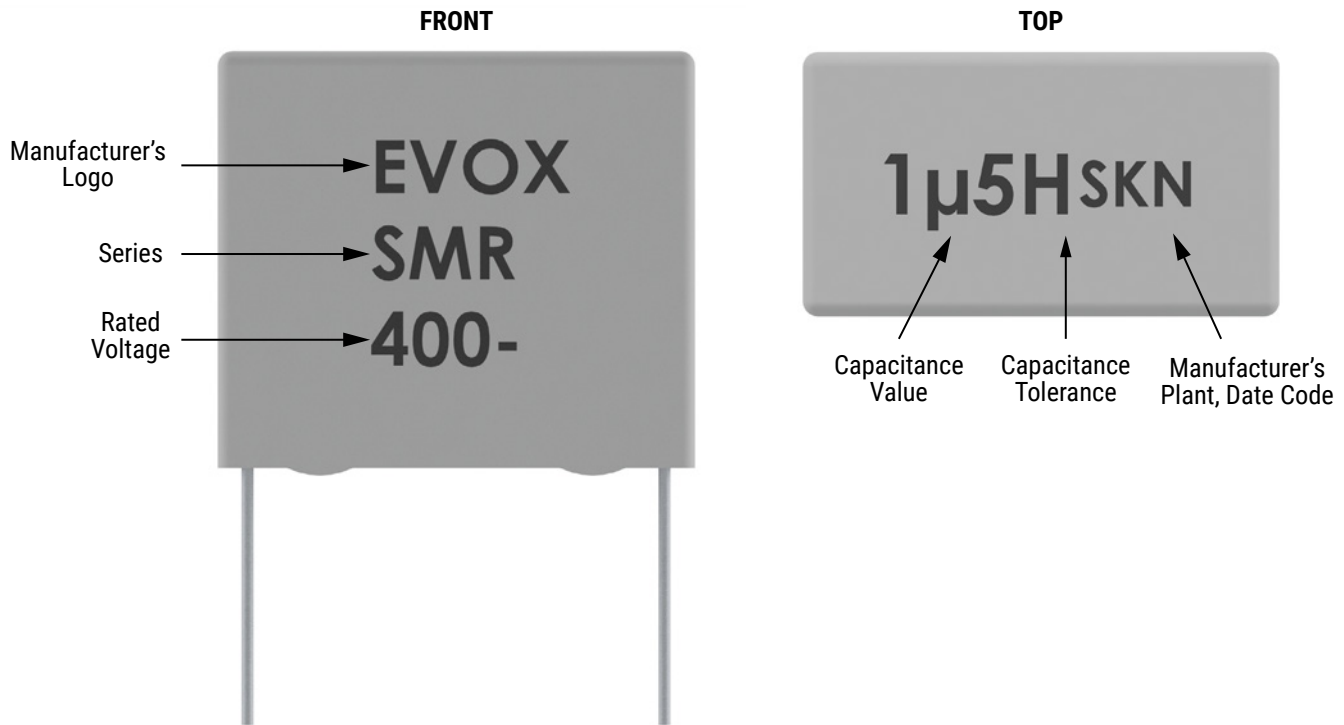 FRONT
Manufacturer's
Logo
EVOX
Series
SMR
Rated
Voltage
400-
TOP
1µ5H SKN
Capacitance
Value
Capacitance
Tolerance
Manufacturer's
Plant, Date Code